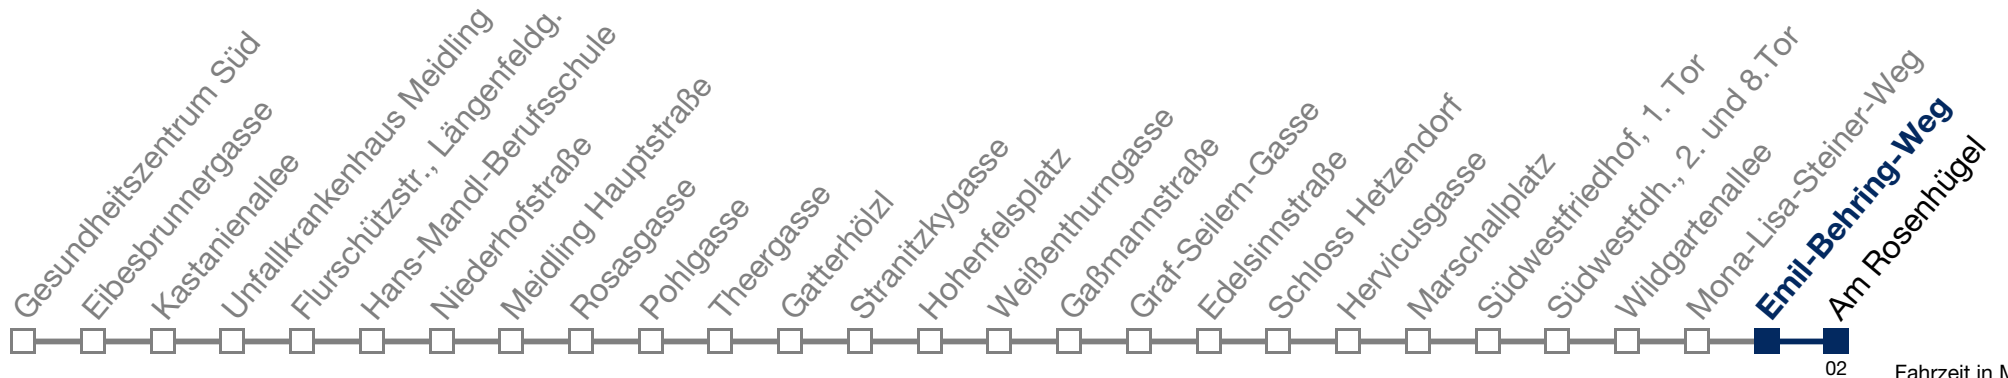 Gesundheitszentrum Süd
Eibesbrunnergasse
Kastanienallee
Unfallkrankenhaus Meidling
Flurschützstr., Längenfeldg.
Hans-Mandl-Berufsschule
Niederhofstraße
Meidling Hauptstraße
Rosasgasse
Pohlgasse
Theergasse
Gatterhölzl
Stranitzkygasse
Hohenfelsplatz
Weißenthurngasse
Gaßmannstraße
Graf-Seilern-Gasse
Edelsinnstraße
Schloss Hetzendorf
Hervicusgasse
Marschallplatz
Südwestfriedhof, 1. Tor
Südwestfdh., 2. und 8.Tor
Wildgartenallee
Mona-Lisa-Steiner-Weg
Emil-Behring-Weg
Am Rosenhügel
02
Fahrzeit in